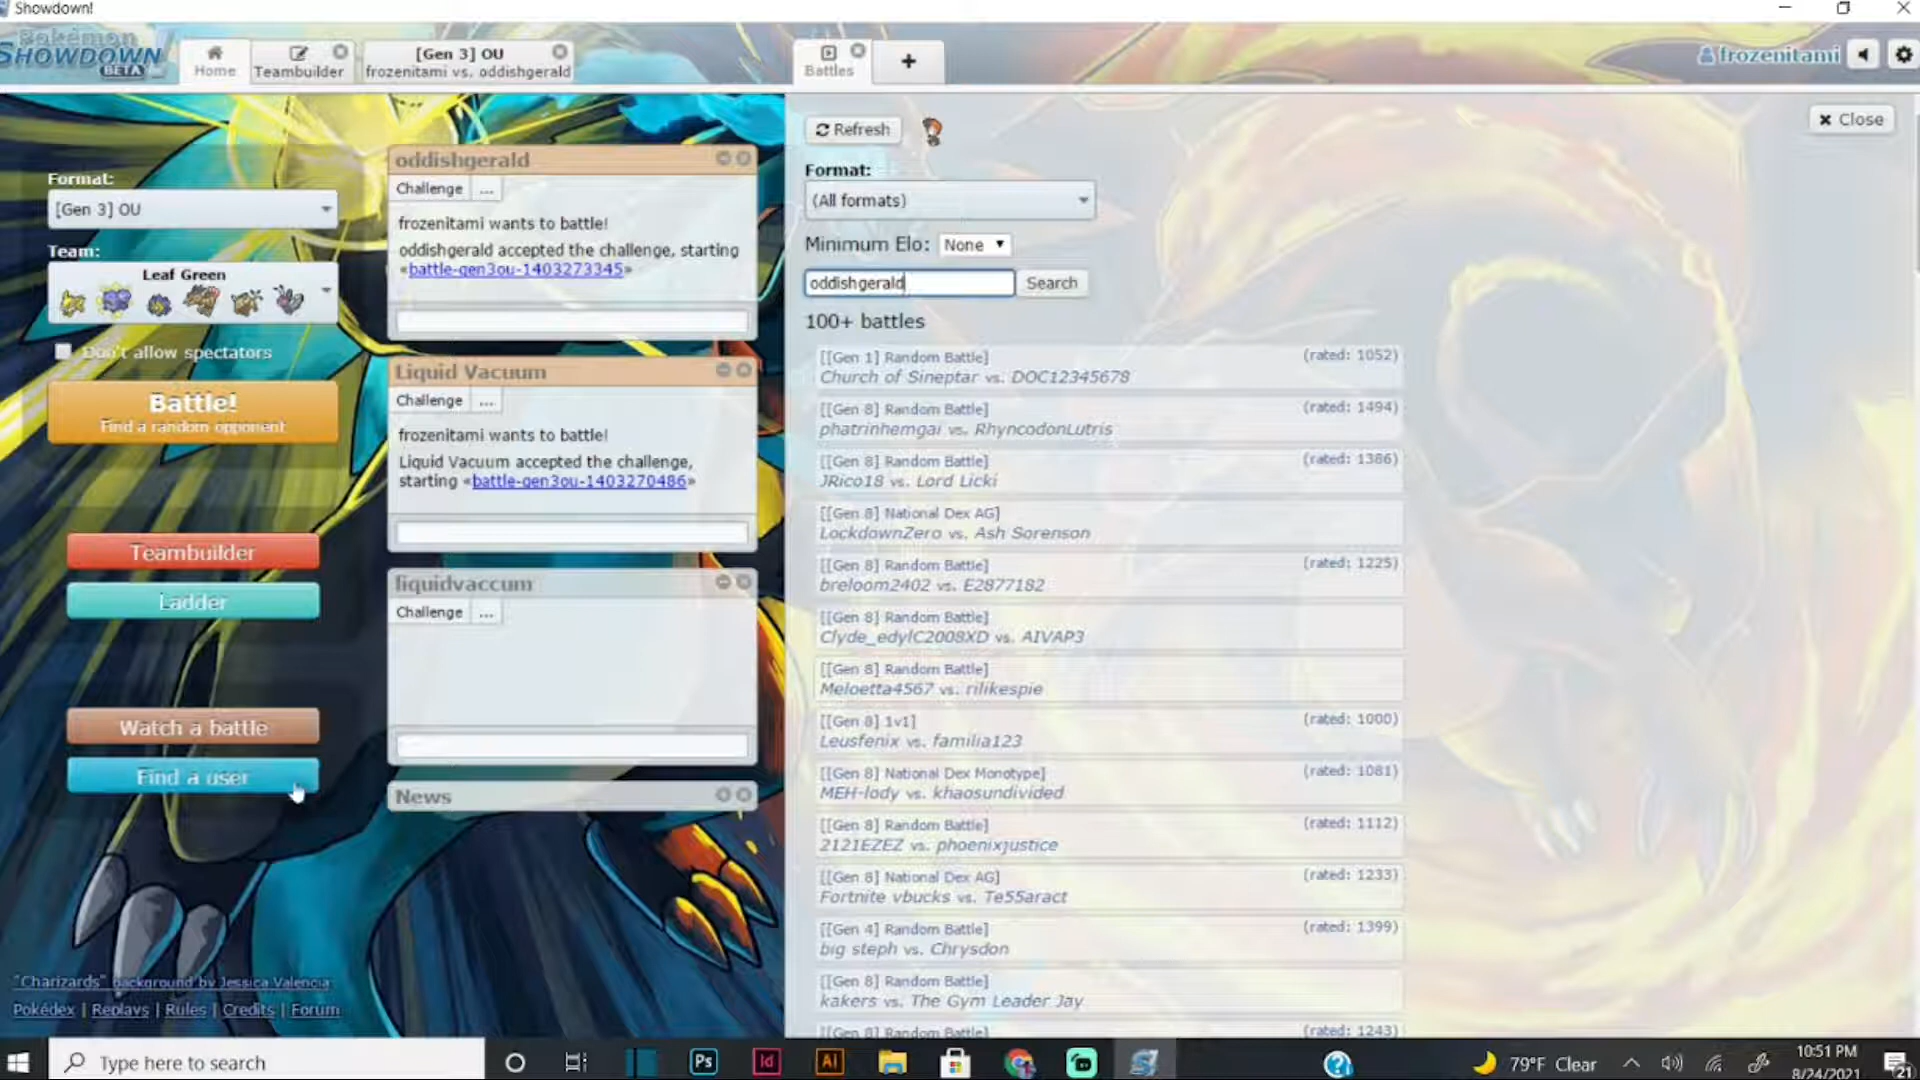 Showdown!
Pokémon
SHOWDOWN
BETA
Home
Teambuilder
[Gen 3] OU
frozenitami vs. oddishgerald
Battles
+
frozenitami
Format:
[Gen 3] OU
Team:
Leaf Green
Don't allow spectators
Battle!
Find a random opponent
Teambuilder
Ladder
Watch a battle
Find a user
"Charizards" background by Jessica Valencia
Pokédex | Replays | Rules | Credits | Forum
oddishgerald
Challenge ...
frozenitami wants to battle!
oddishgerald accepted the challenge, starting
«battle-gen3ou-1403273345»
Liquid Vacuum
Challenge ...
frozenitami wants to battle!
Liquid Vacuum accepted the challenge,
starting «battle-gen3ou-1403270486»
liquidvaccum
Challenge ...
News
Refresh
Close
Format:
(All formats)
Minimum Elo: None
oddishgerald Search
100+ battles
[[Gen 1] Random Battle] (rated: 1052)
Church of Sineptar vs. DOC12345678
[[Gen 8] Random Battle] (rated: 1494)
phatrinhemgai vs. RhyncodonLutris
[[Gen 8] Random Battle] (rated: 1386)
JRico18 vs. Lord Licki
[[Gen 8] National Dex AG]
LockdownZero vs. Ash Sorenson
[[Gen 8] Random Battle] (rated: 1225)
breloom2402 vs. E2877182
[[Gen 8] Random Battle]
Clyde_edylC2008XD vs. AIVAP3
[[Gen 8] Random Battle]
Meloetta4567 vs. rilikespie
[[Gen 8] 1v1] (rated: 1000)
Leusfenix vs. familia123
[[Gen 8] National Dex Monotype] (rated: 1081)
MEH-lody vs. khaosundivided
[[Gen 8] Random Battle] (rated: 1112)
2121EZEZ vs. phoenixjustice
[[Gen 8] National Dex AG] (rated: 1233)
Fortnite vbucks vs. Te55aract
[[Gen 4] Random Battle] (rated: 1399)
big steph vs. Chrysdon
[[Gen 8] Random Battle]
kakers vs. The Gym Leader Jay
[[Gen 8] Random Battle] (rated: 1243)
Type here to search
Ps
Id
Ai
79°F Clear
10:51 PM
8/24/2021
21